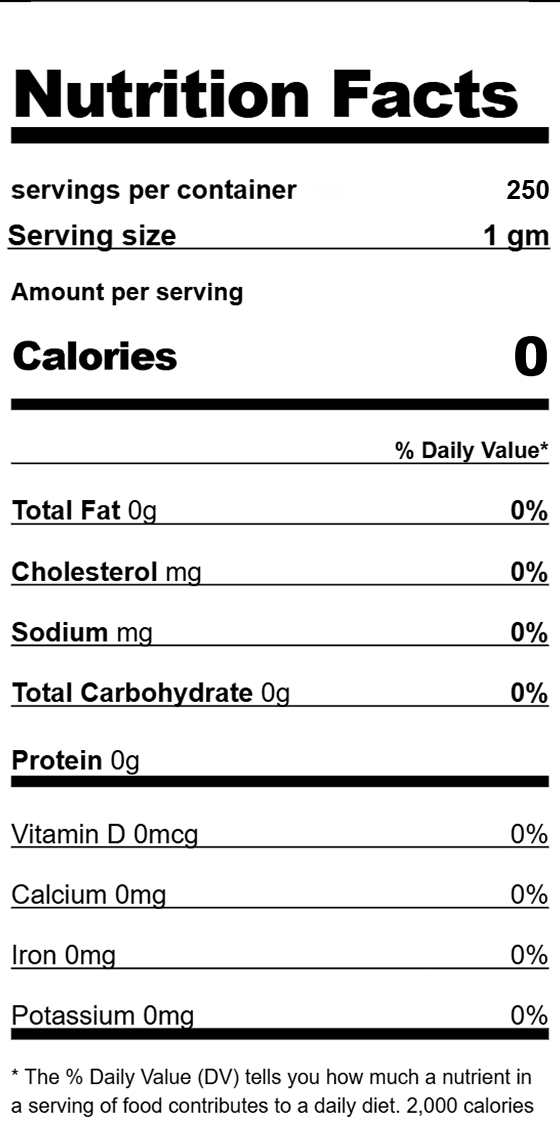 Nutrition Facts
servings per container 250
Serving size 1 gm
Amount per serving
Calories 0
% Daily Value*
Total Fat 0g 0%
Cholesterol mg 0%
Sodium mg 0%
Total Carbohydrate 0g 0%
Protein 0g
Vitamin D 0mcg 0%
Calcium 0mg 0%
Iron 0mg 0%
Potassium 0mg 0%
* The % Daily Value (DV) tells you how much a nutrient in
a serving of food contributes to a daily diet. 2,000 calories